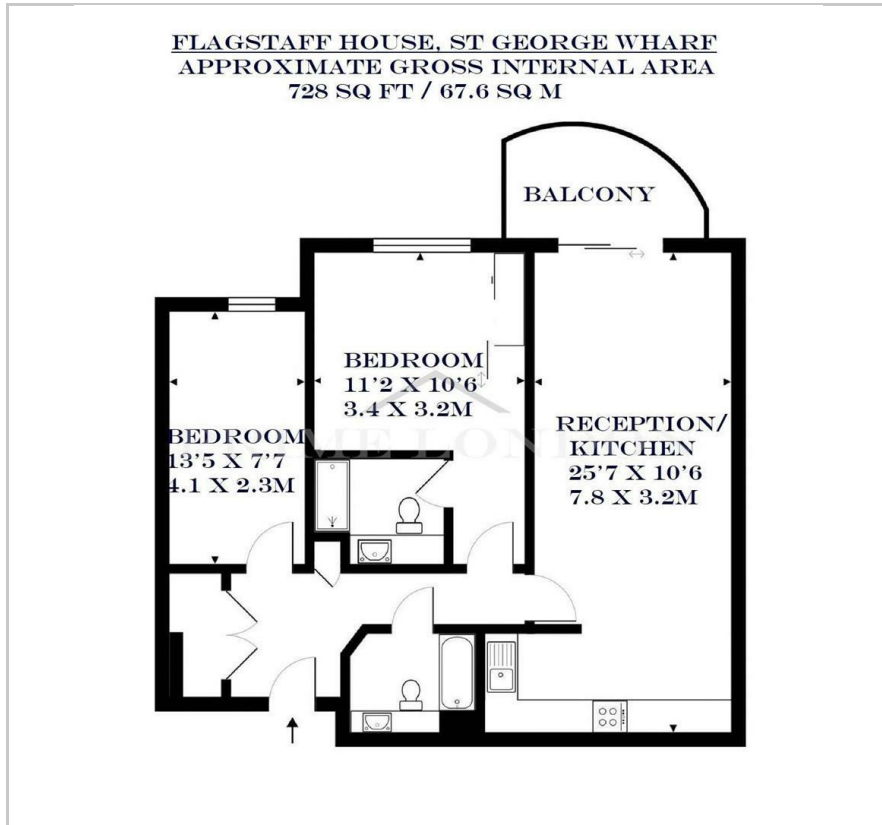 FLAGSTAFF HOUSE, ST GEORGE WHARF
APPROXIMATE GROSS INTERNAL AREA
728 SQ FT / 67.6 SQ M
BALCONY
BEDROOM
11'2 X 10'6
3.4 X 3.2M
BEDROOM
13'5 X 7'7
4.1 X 2.3M
RECEPTION/
KITCHEN
25'7 X 10'6
7.8 X 3.2M